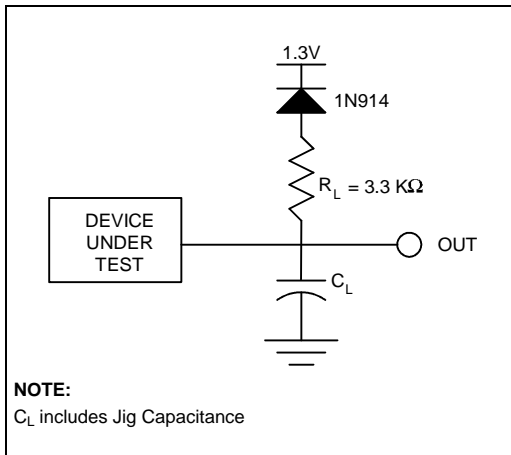 1.3V
1N914
R_L = 3.3 KΩ
DEVICE
UNDER
TEST
OUT
C_L
NOTE:
C_L includes Jig Capacitance